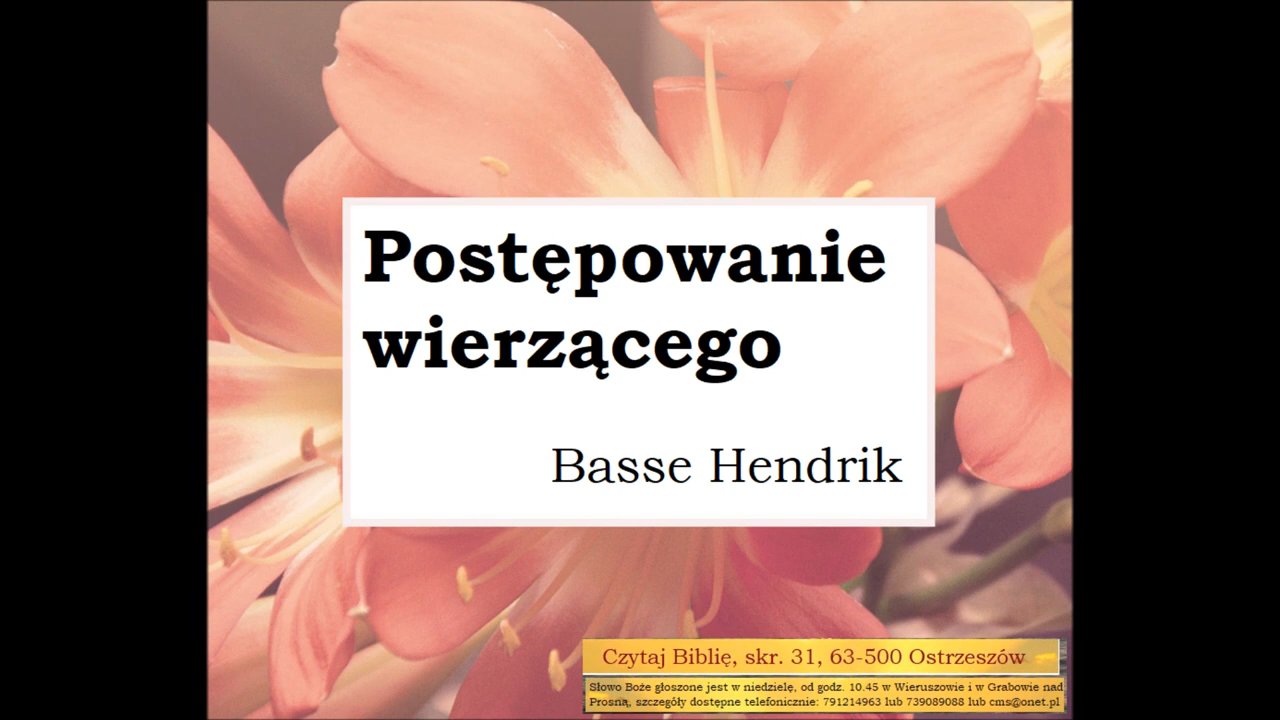 Postępowanie
wierzącego
Basse Hendrik
Czytaj Biblię, skr. 31, 63-500 Ostrzeszów
Słowo Boże głoszone jest w niedzielę, od godz. 10.45 w Wieruszowie i w Grabowie nad
Prosną, szczegóły dostępne telefonicznie: 791214963 lub 739089088 lub cms@onet.pl